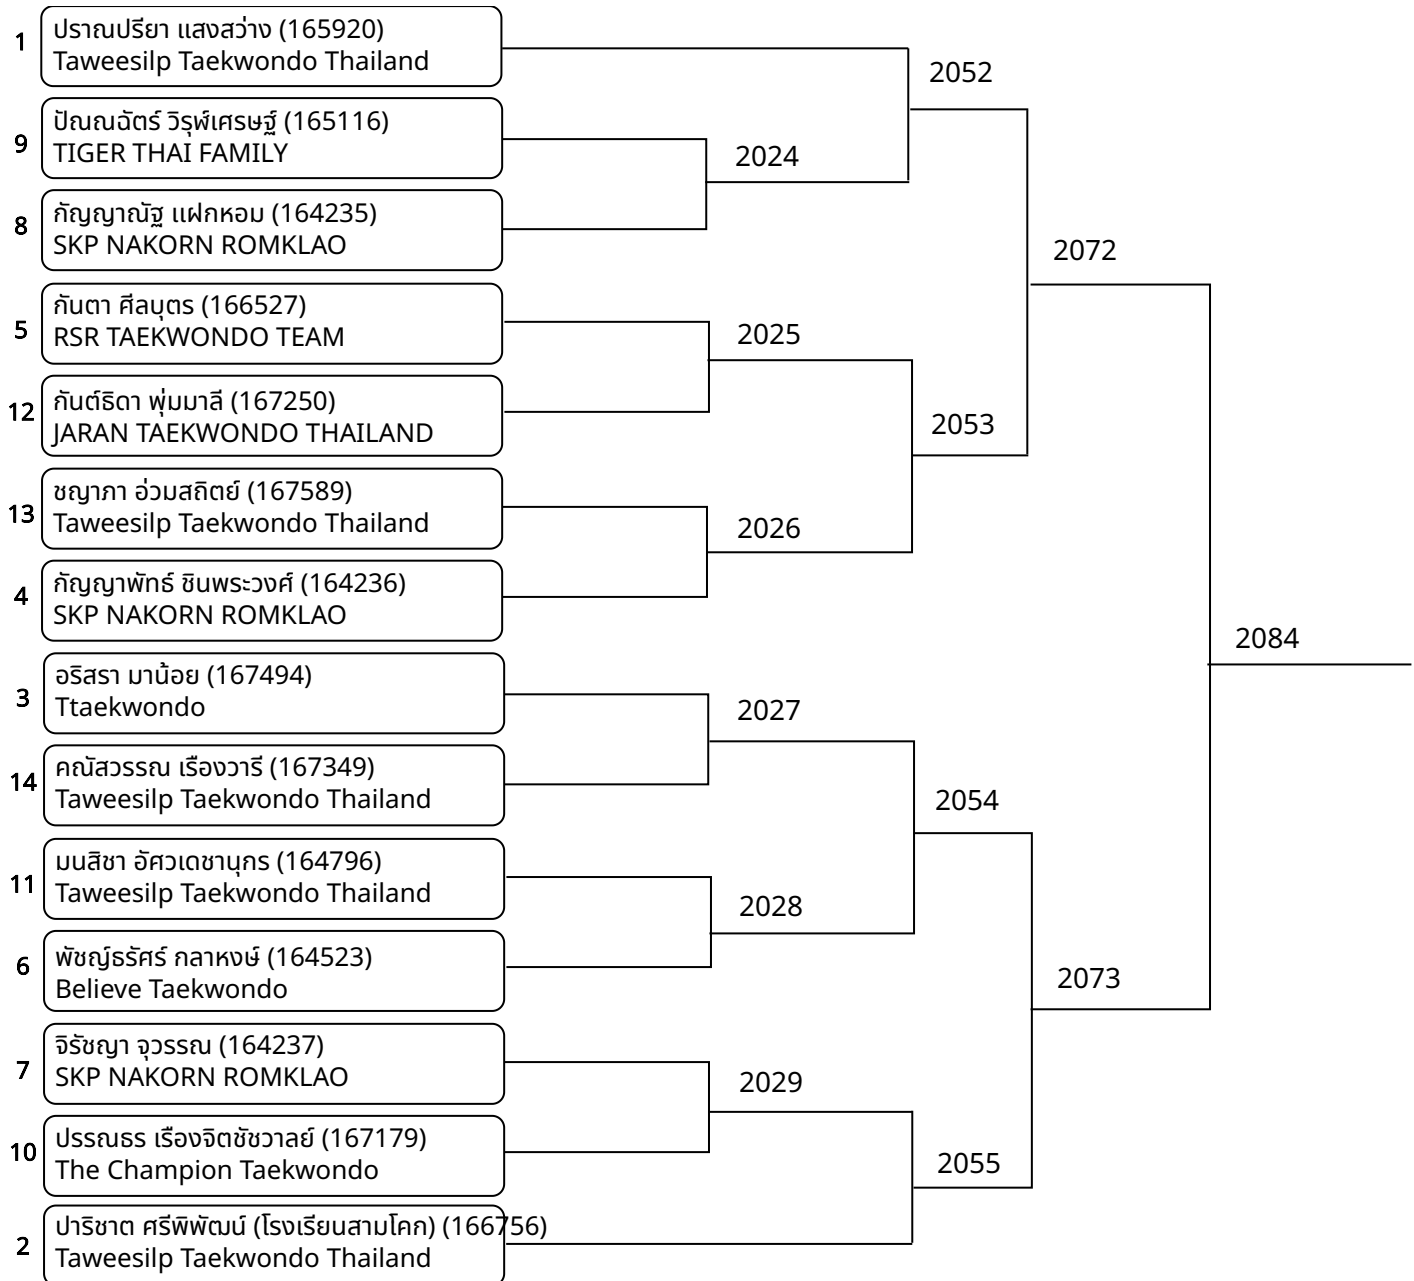 1
ปราณปรียา แสงสว่าง (165920)
Taweesilp Taekwondo Thailand
9
ปัณณฉัตร์ วิรุฬห์เศรษฐ์ (165116)
TIGER THAI FAMILY
8
กัญญาณัฐ แฝกหอม (164235)
SKP NAKORN ROMKLAO
5
กันตา ศีลบุตร (166527)
RSR TAEKWONDO TEAM
12
กันต์ธิดา พุ่มมาลี (167250)
JARAN TAEKWONDO THAILAND
13
ชญาภา อ่วมสถิตย์ (167589)
Taweesilp Taekwondo Thailand
4
กัญญาพัทธ์ ชินพระวงศ์ (164236)
SKP NAKORN ROMKLAO
3
อริสรา มาน้อย (167494)
Ttaekwondo
14
คณัสวรรณ เรืองวารี (167349)
Taweesilp Taekwondo Thailand
11
มนสิชา อัศวเดชานุกร (164796)
Taweesilp Taekwondo Thailand
6
พัชญ์ธรัศร์ กลาหงษ์ (164523)
Believe Taekwondo
7
จิรัชญา จุวรรณ (164237)
SKP NAKORN ROMKLAO
10
ปรรณธร เรืองจิตชัชวาลย์ (167179)
The Champion Taekwondo
2
ปาริชาต ศรีพิพัฒน์ (โรงเรียนสามโคก) (166756)
Taweesilp Taekwondo Thailand
2024
2025
2026
2027
2028
2029
2052
2053
2054
2055
2072
2073
2084